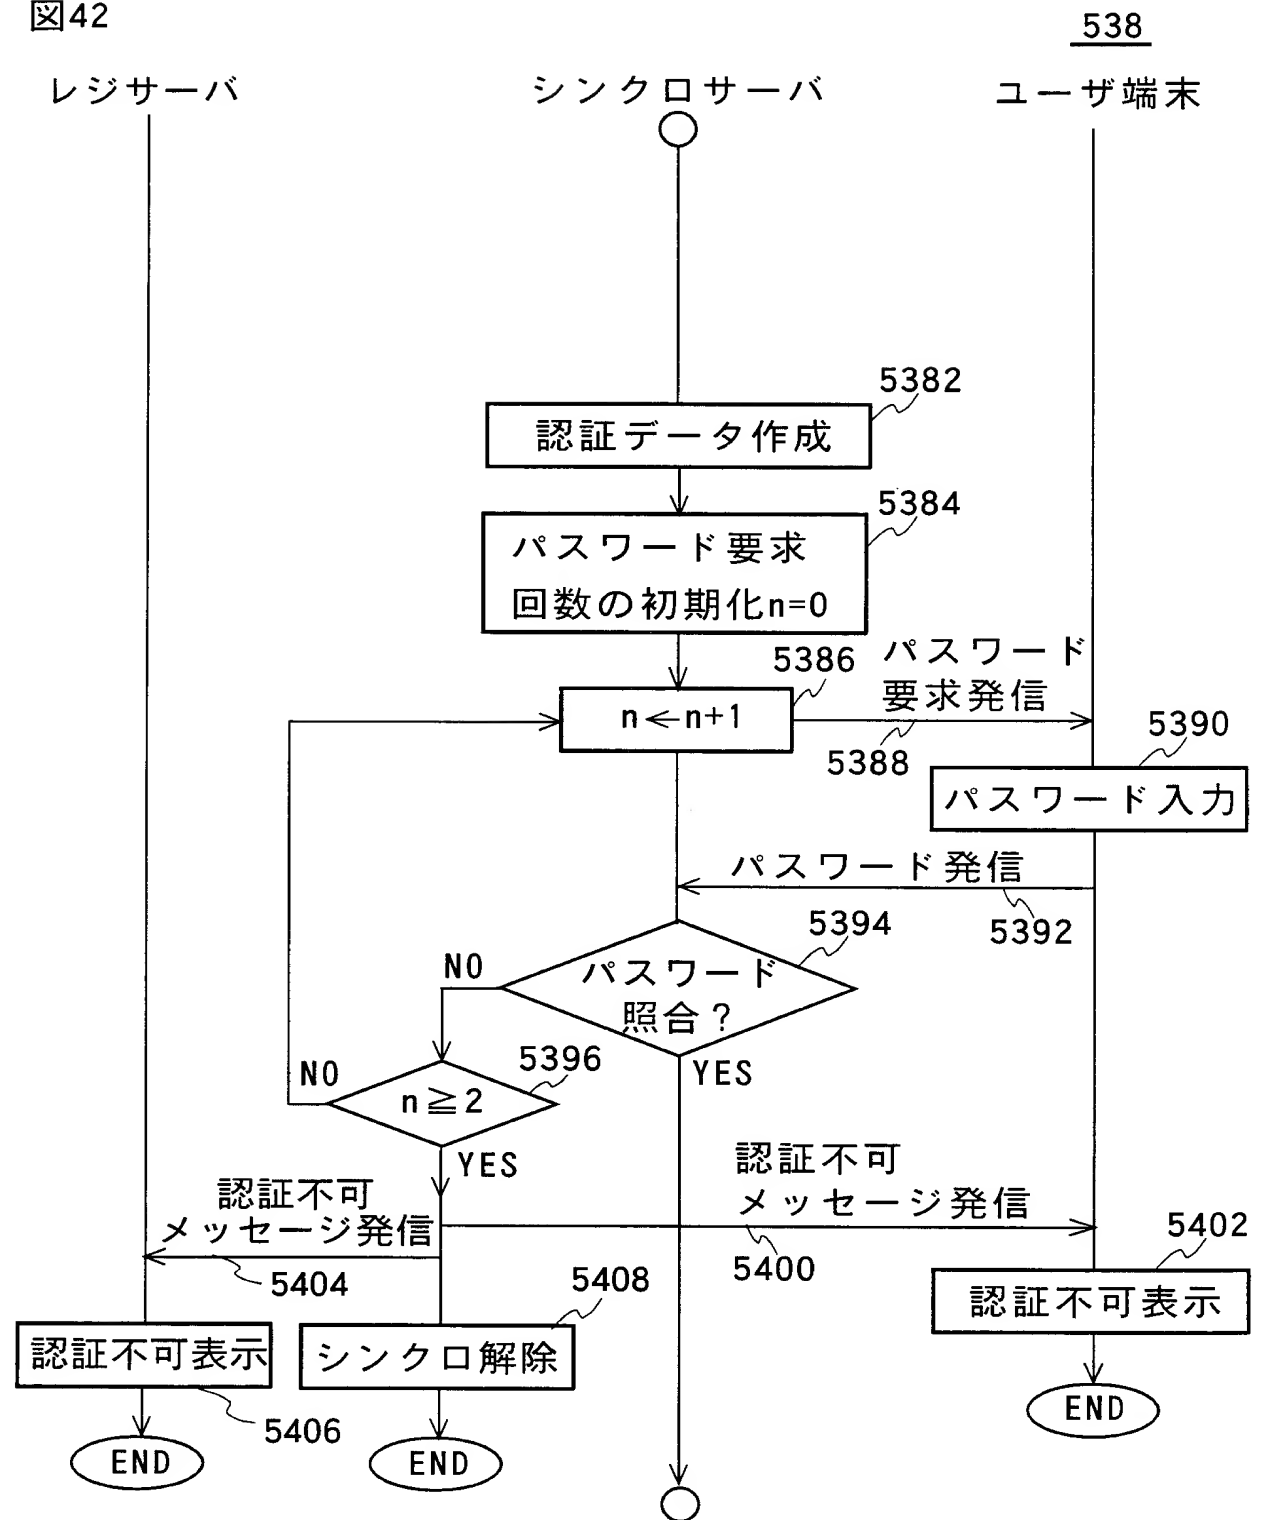 図42
538
レジサーバ
シンクロサーバ
ユーザ端末
5382
認証データ作成
5384
パスワード要求
回数の初期化n=0
5386
パスワード
要求発信
n←n+1
5388
5390
パスワード入力
パスワード発信
5392
5394
NO
パスワード
照合?
5396
NO
YES
n≧2
YES
認証不可
メッセージ発信
認証不可
メッセージ発信
5404
5400
5402
5408
認証不可表示
認証不可表示
シンクロ解除
5406
END
END
END